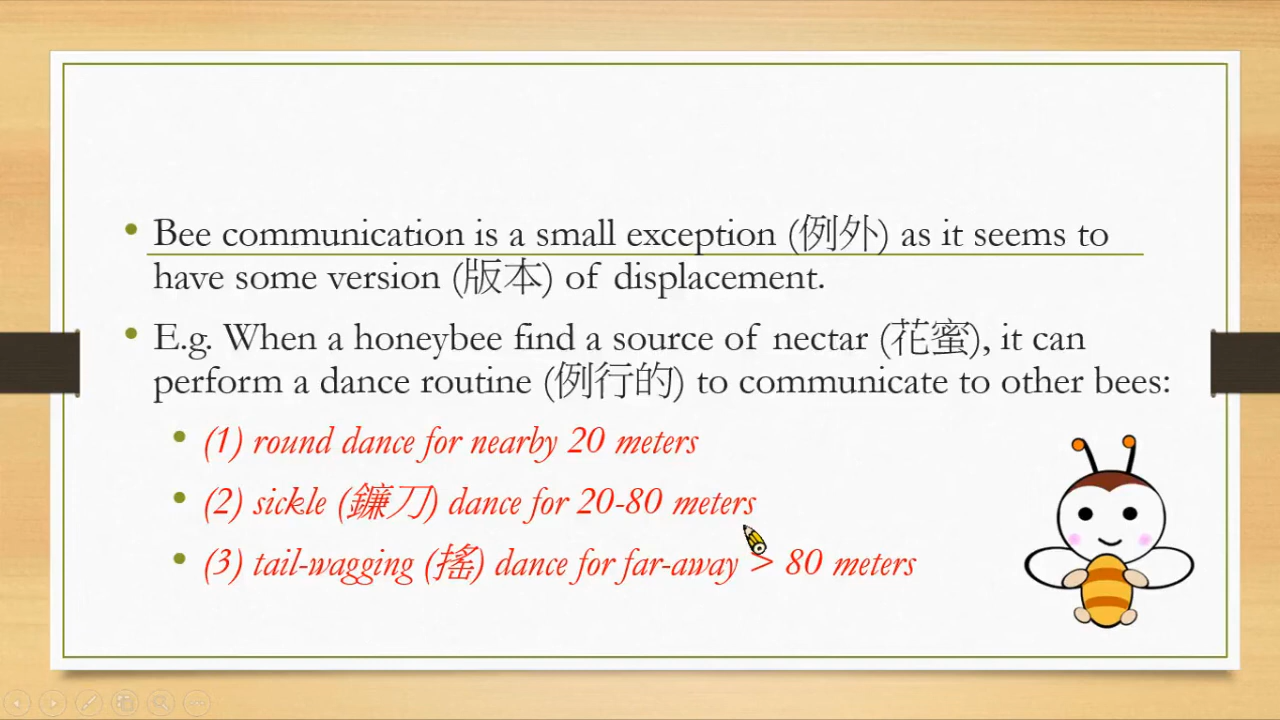 Bee communication is a small exception (例外) as it seems to
have some version (版本) of displacement.
E.g. When a honeybee find a source of nectar (花蜜), it can
perform a dance routine (例行的) to communicate to other bees:
(1) round dance for nearby 20 meters
(2) sickle (鐮刀) dance for 20-80 meters
(3) tail-wagging (搖) dance for far-away > 80 meters